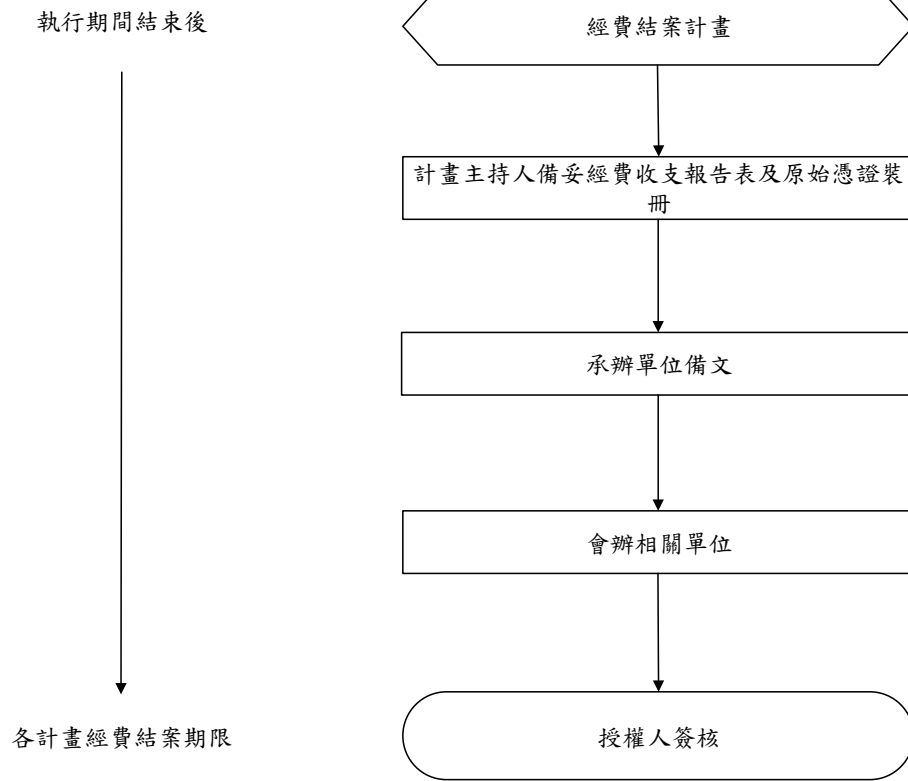 執行期間結束後
經費結案計畫
計畫主持人備妥經費收支報告表及原始憑證裝
冊
承辦單位備文
會辦相關單位
各計畫經費結案期限
授權人簽核